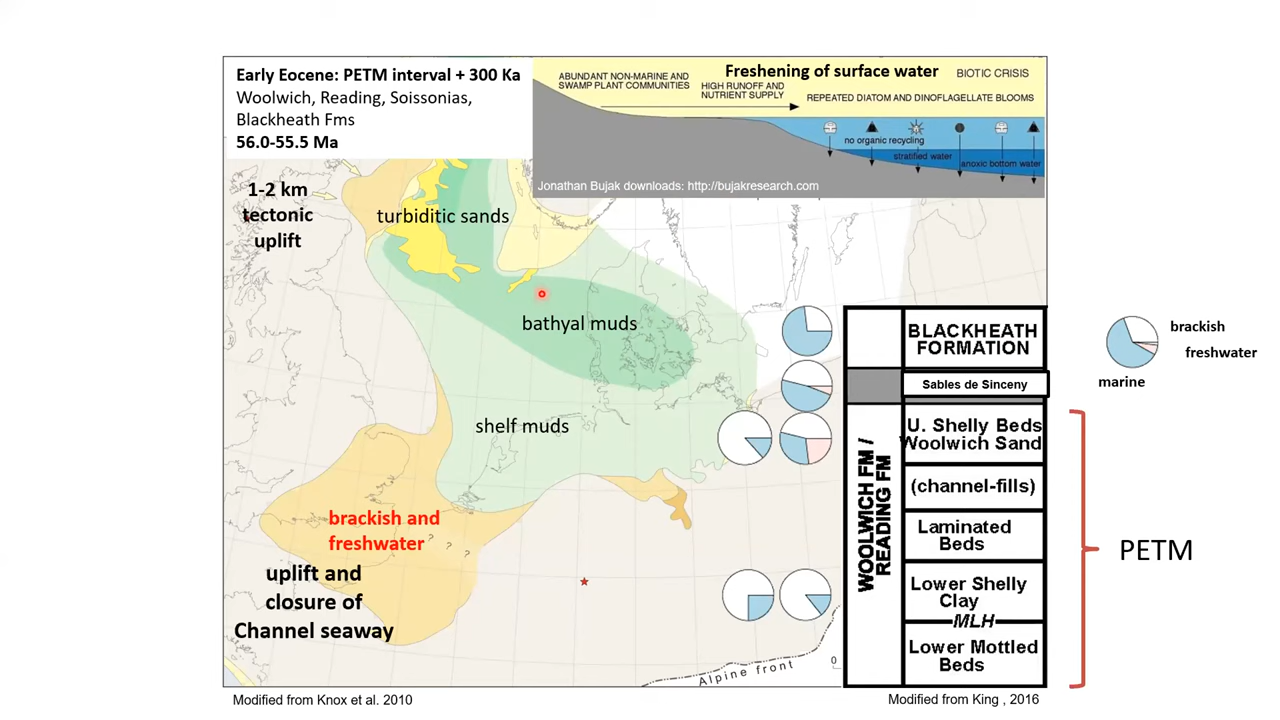 Early Eocene: PETM interval + 300 Ka
Woolwich, Reading, Soissonias,
Blackheath Fms
56.0-55.5 Ma
ABUNDANT NON-MARINE AND
SWAMP PLANT COMMUNITIES
Freshening of surface water
BIOTIC CRISIS
HIGH RUNOFF AND
NUTRIENT SUPPLY
REPEATED DIATOM AND DINOFLAGELLATE BLOOMS
no organic recycling
stratified water
anoxic bottom water
Jonathan Bujak downloads: http://bujakresearch.com
1-2 km
tectonic
uplift
turbiditic sands
bathyal muds
shelf muds
brackish and
freshwater
? ? ?
uplift and
closure of
Channel seaway
Alpine front
0
WOOLWICH FM /
READING FM
BLACKHEATH
FORMATION
Sables de Sinceny
U. Shelly Beds
Woolwich Sand
(channel-fills)
Laminated
Beds
Lower Shelly
Clay
MLH
Lower Mottled
Beds
brackish
freshwater
marine
PETM
Modified from Knox et al. 2010
Modified from King , 2016